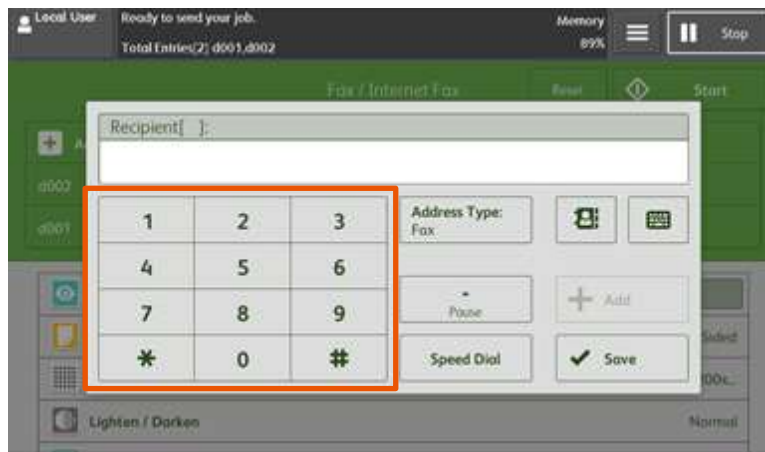 Local User
Ready to send your job.
Total Entries[2] d001,d002
Memory
89%
Stop
Fax / Internet Fax
Reset
Start
Recipient[ ]:
d002
d001
1 2 3
4 5 6
7 8 9
* 0 #
Address Type:
Fax
-
Pause
Add
Speed Dial
Save
Sided
Lighten / Darken
Normal